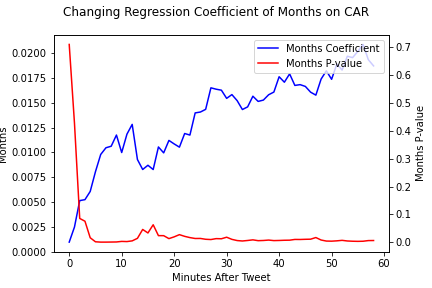 Changing Regression Coefficient of Months on CAR
Months Coefficient
Months P-value
0.0200
0.0175
0.0150
0.0125
0.0100
0.0075
0.0050
0.0025
0.0000
Months
0.7
0.6
0.5
0.4
0.3
0.2
0.1
0.0
Months P-value
0 10 20 30 40 50 60
Minutes After Tweet